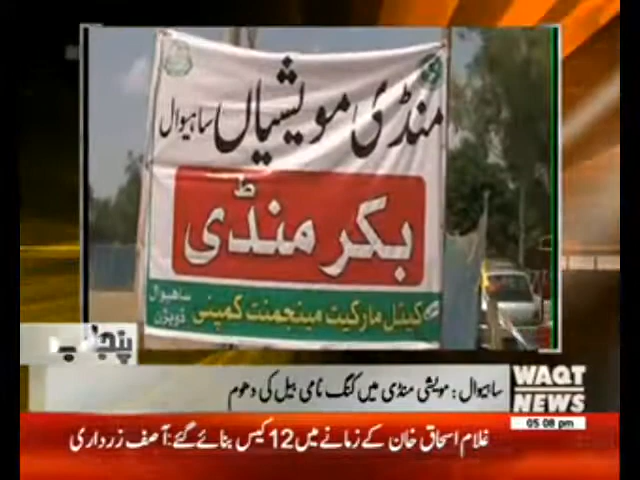 منڈی مویشیاں ساہیوال
بکر منڈی
کیٹل مارکیٹ مینجمنٹ کمپنی ساہیوال ڈویژن
پنجاب
ساہیوال : مویشی منڈی میں کنگ نامی بیل کی دھوم
WAQT
NEWS
05:08 pm
غلام اسحاق خان کے زمانے میں 12 کیس بنائے گئے: آصف زرداری